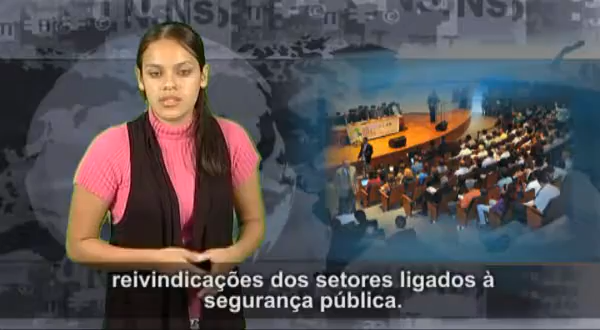 reivindicações dos setores ligados à
segurança pública.